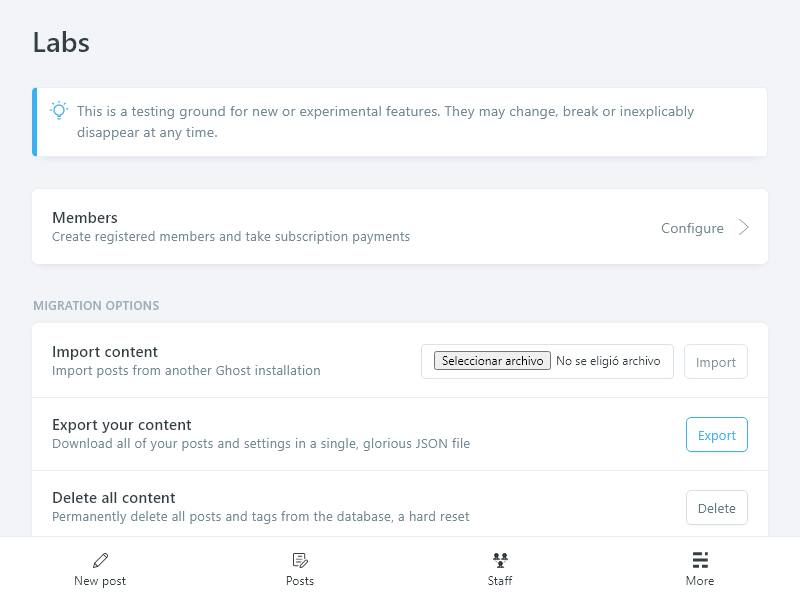 Labs
This is a testing ground for new or experimental features. They may change, break or inexplicably
disappear at any time.
Members
Create registered members and take subscription payments
Configure
MIGRATION OPTIONS
Import content
Import posts from another Ghost installation
Seleccionar archivo No se eligió archivo
Import
Export your content
Download all of your posts and settings in a single, glorious JSON file
Export
Delete all content
Permanently delete all posts and tags from the database, a hard reset
Delete
New post
Posts
Staff
More